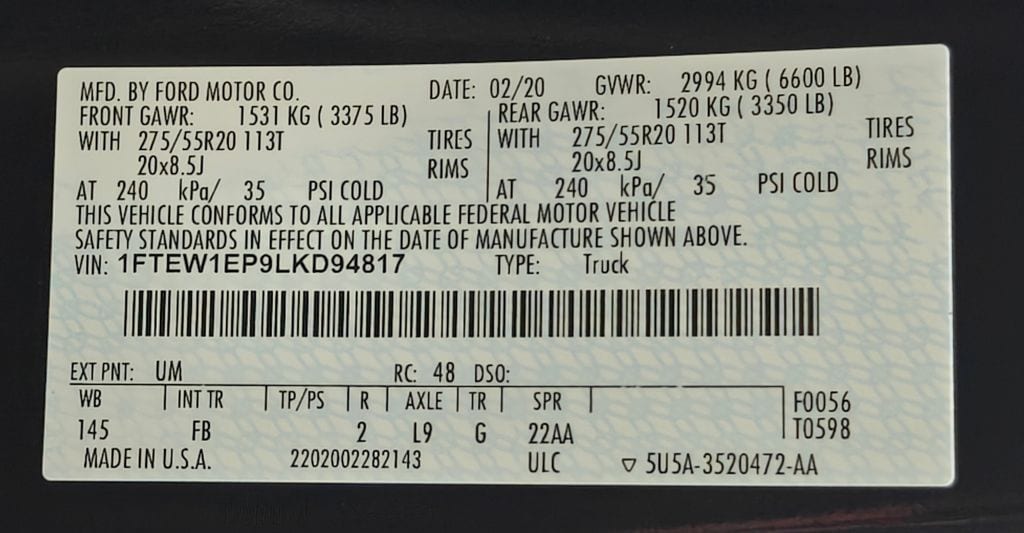 MFD. BY FORD MOTOR CO. DATE: 02/20 GVWR: 2994 KG ( 6600 LB)
FRONT GAWR: 1531 KG ( 3375 LB) REAR GAWR: 1520 KG ( 3350 LB)
WITH 275/55R20 113T TIRES WITH 275/55R20 113T TIRES
20x8.5J RIMS 20x8.5J RIMS
AT 240 kPa/ 35 PSI COLD AT 240 kPa/ 35 PSI COLD
THIS VEHICLE CONFORMS TO ALL APPLICABLE FEDERAL MOTOR VEHICLE
SAFETY STANDARDS IN EFFECT ON THE DATE OF MANUFACTURE SHOWN ABOVE.
VIN: 1FTEW1EP9LKD94817 TYPE: Truck
EXT PNT: UM RC: 48 DSO:
WB INT TR TP/PS R AXLE TR SPR F0056
145 FB 2 L9 G 22AA T0598
MADE IN U.S.A. 2202002282143 ULC ▽ 5U5A-3520472-AA